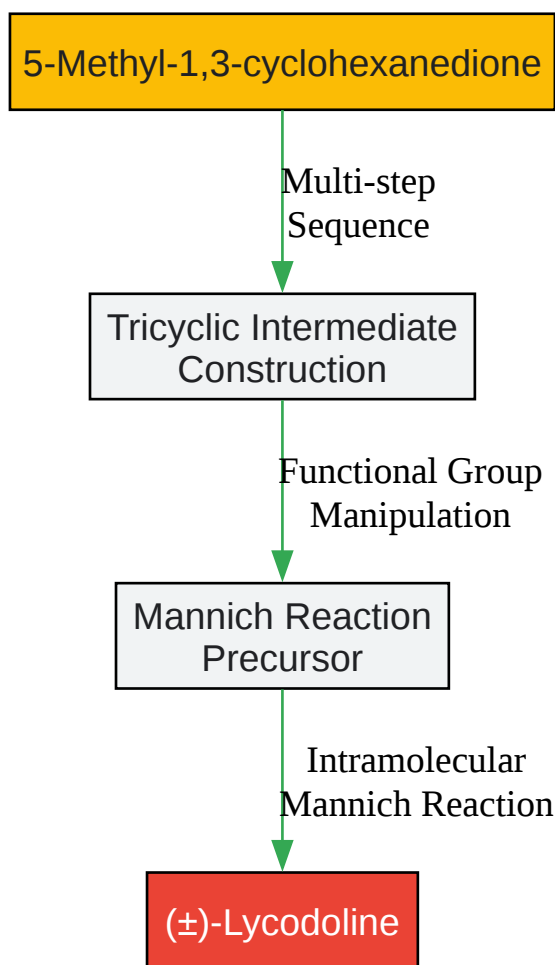 5-Methyl-1,3-cyclohexanedione
Multi-step
Sequence
Tricyclic Intermediate
Construction
Functional Group
Manipulation
Mannich Reaction
Precursor
Intramolecular
Mannich Reaction
(±)-Lycodoline